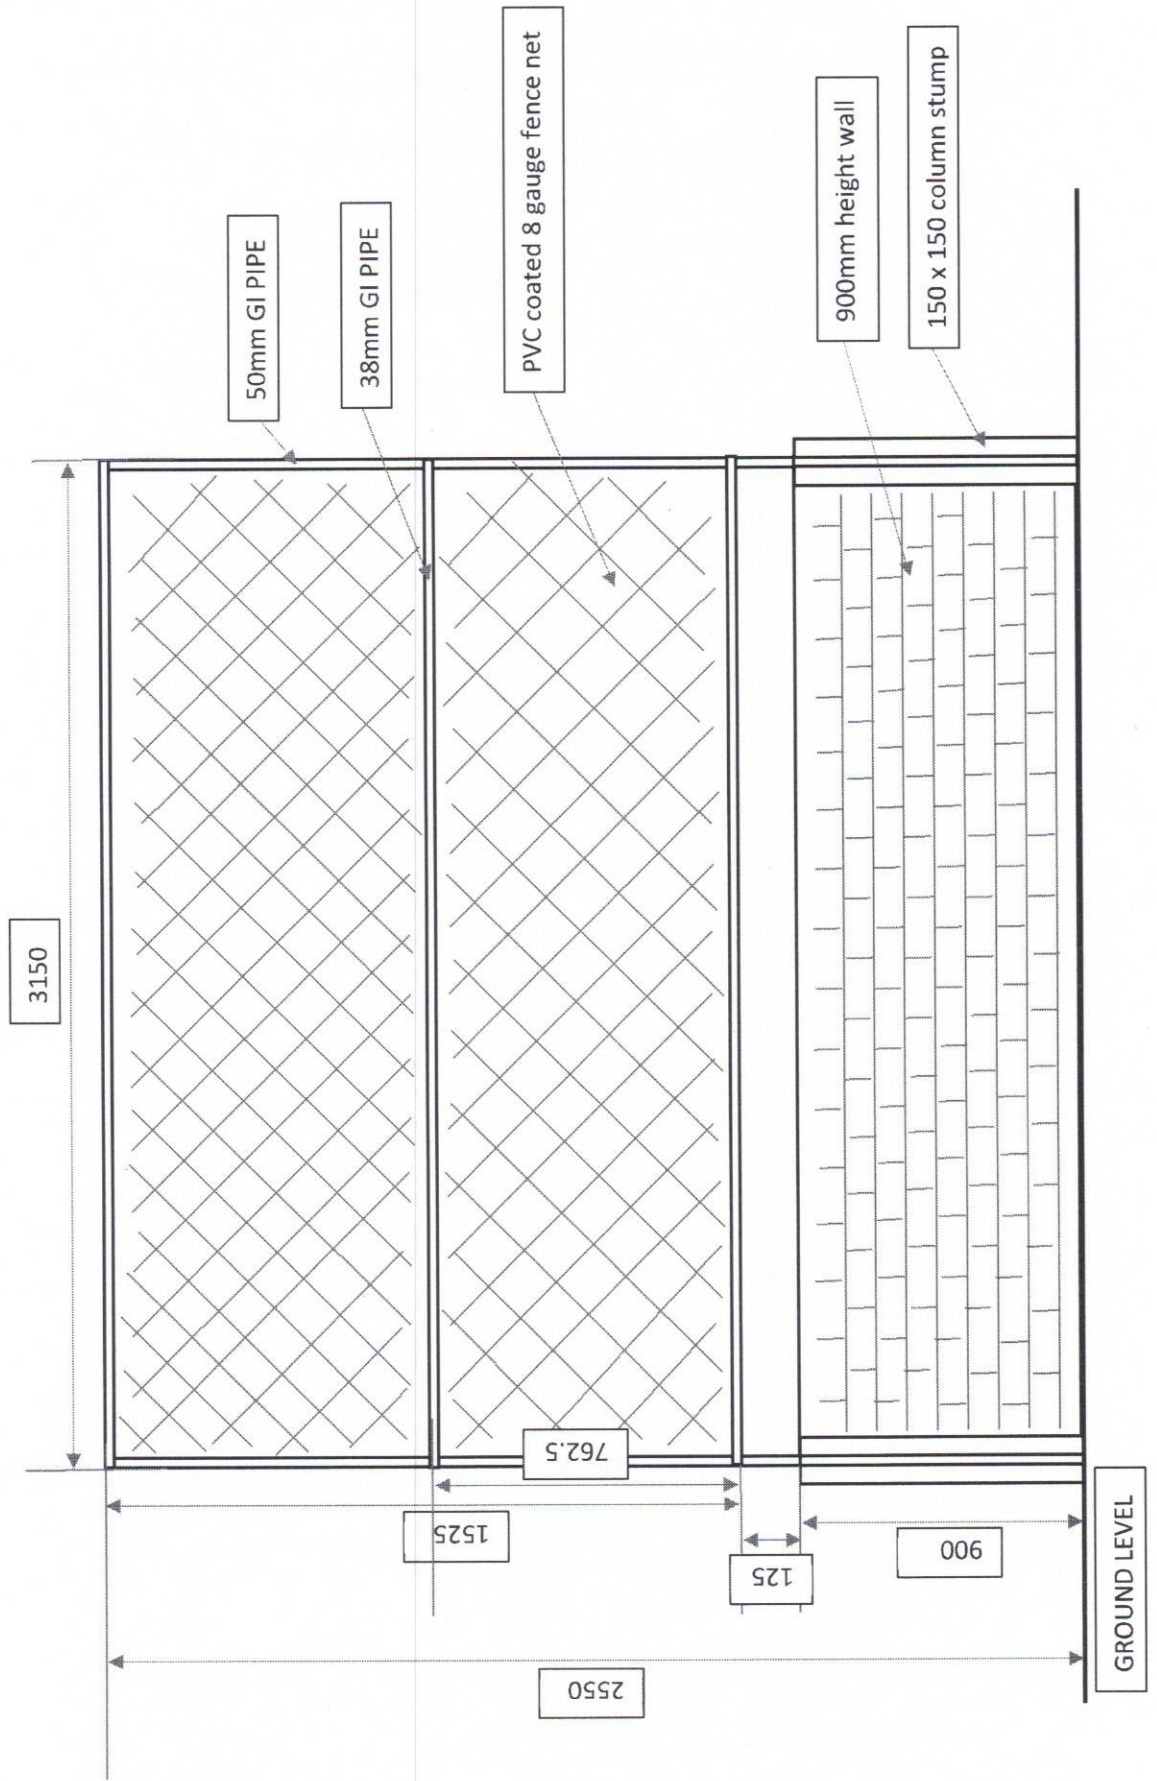 3150
50mm GI PIPE
38mm GI PIPE
PVC coated 8 gauge fence net
900mm height wall
150 x 150 column stump
762.5
1525
125
900
2550
GROUND LEVEL